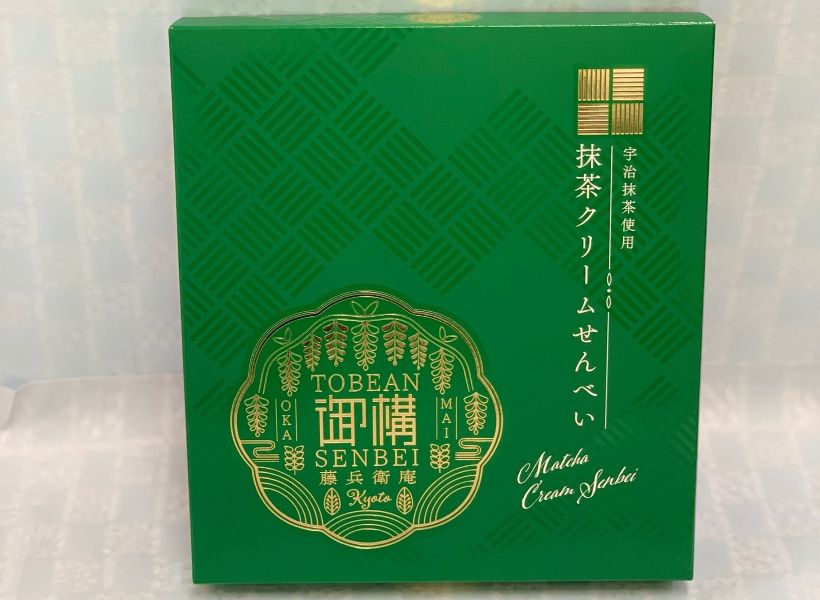 宇治抹茶使用
抹茶クリームせんべい
Matcha
Cream Senbei
TOBEAN
OKA
御構
MAI
SENBEI
藤兵衛庵
Kyoto